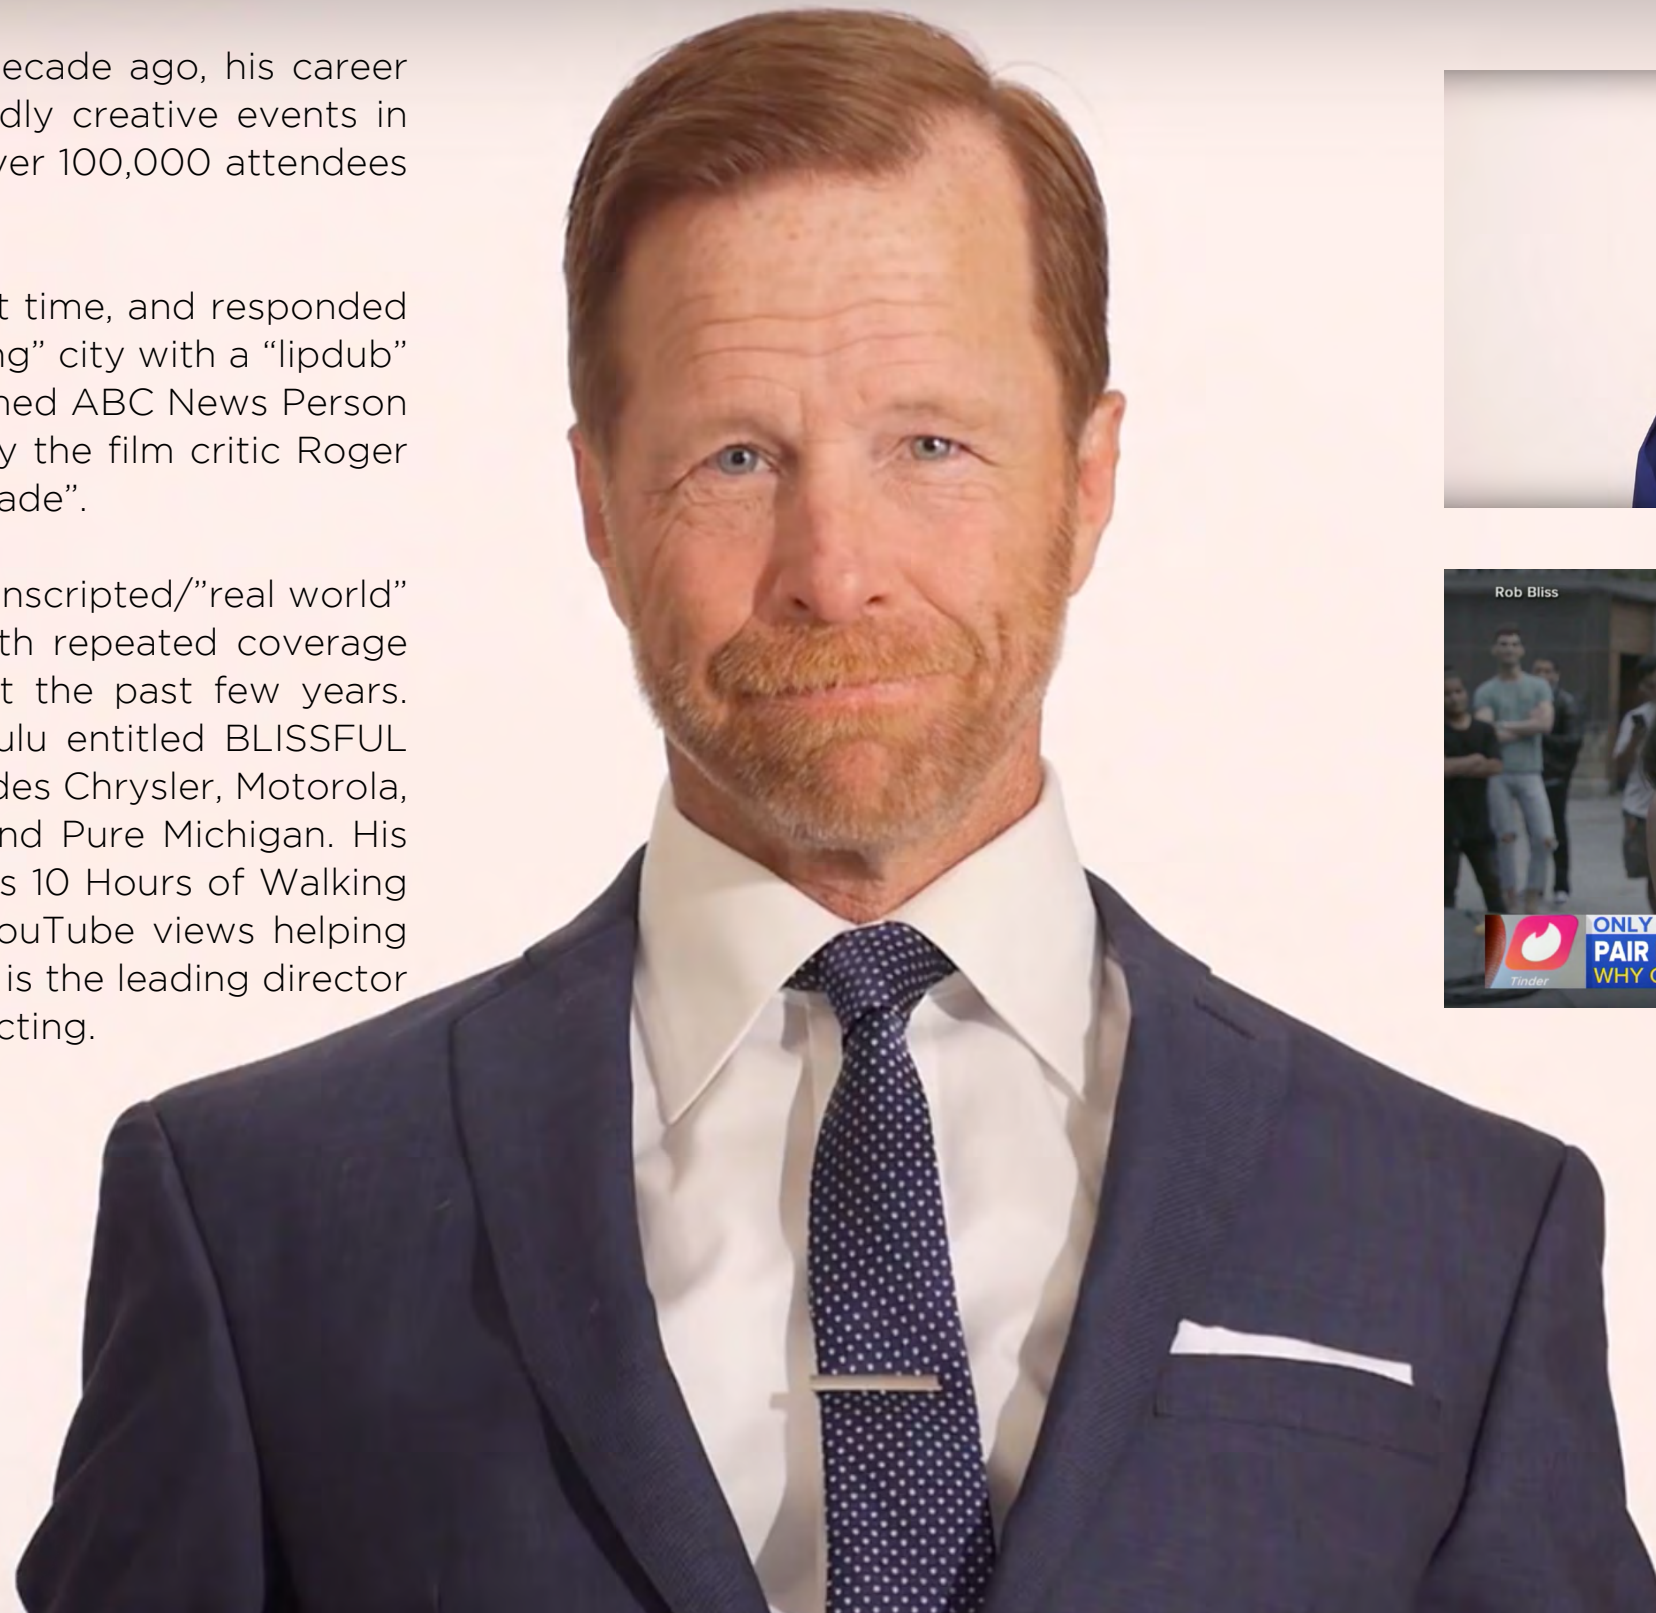 ecade ago, his career
dly creative events in
ver 100,000 attendees
t time, and responded
ng” city with a “lipdub”
ned ABC News Person
y the film critic Roger
ade”.
nscripted/”real world”
th repeated coverage
t the past few years.
ulu entitled BLISSFUL
des Chrysler, Motorola,
nd Pure Michigan. His
s 10 Hours of Walking
ouTube views helping
is the leading director
cting.
Rob Bliss
Tinder
ONLY
PAIR
WHY